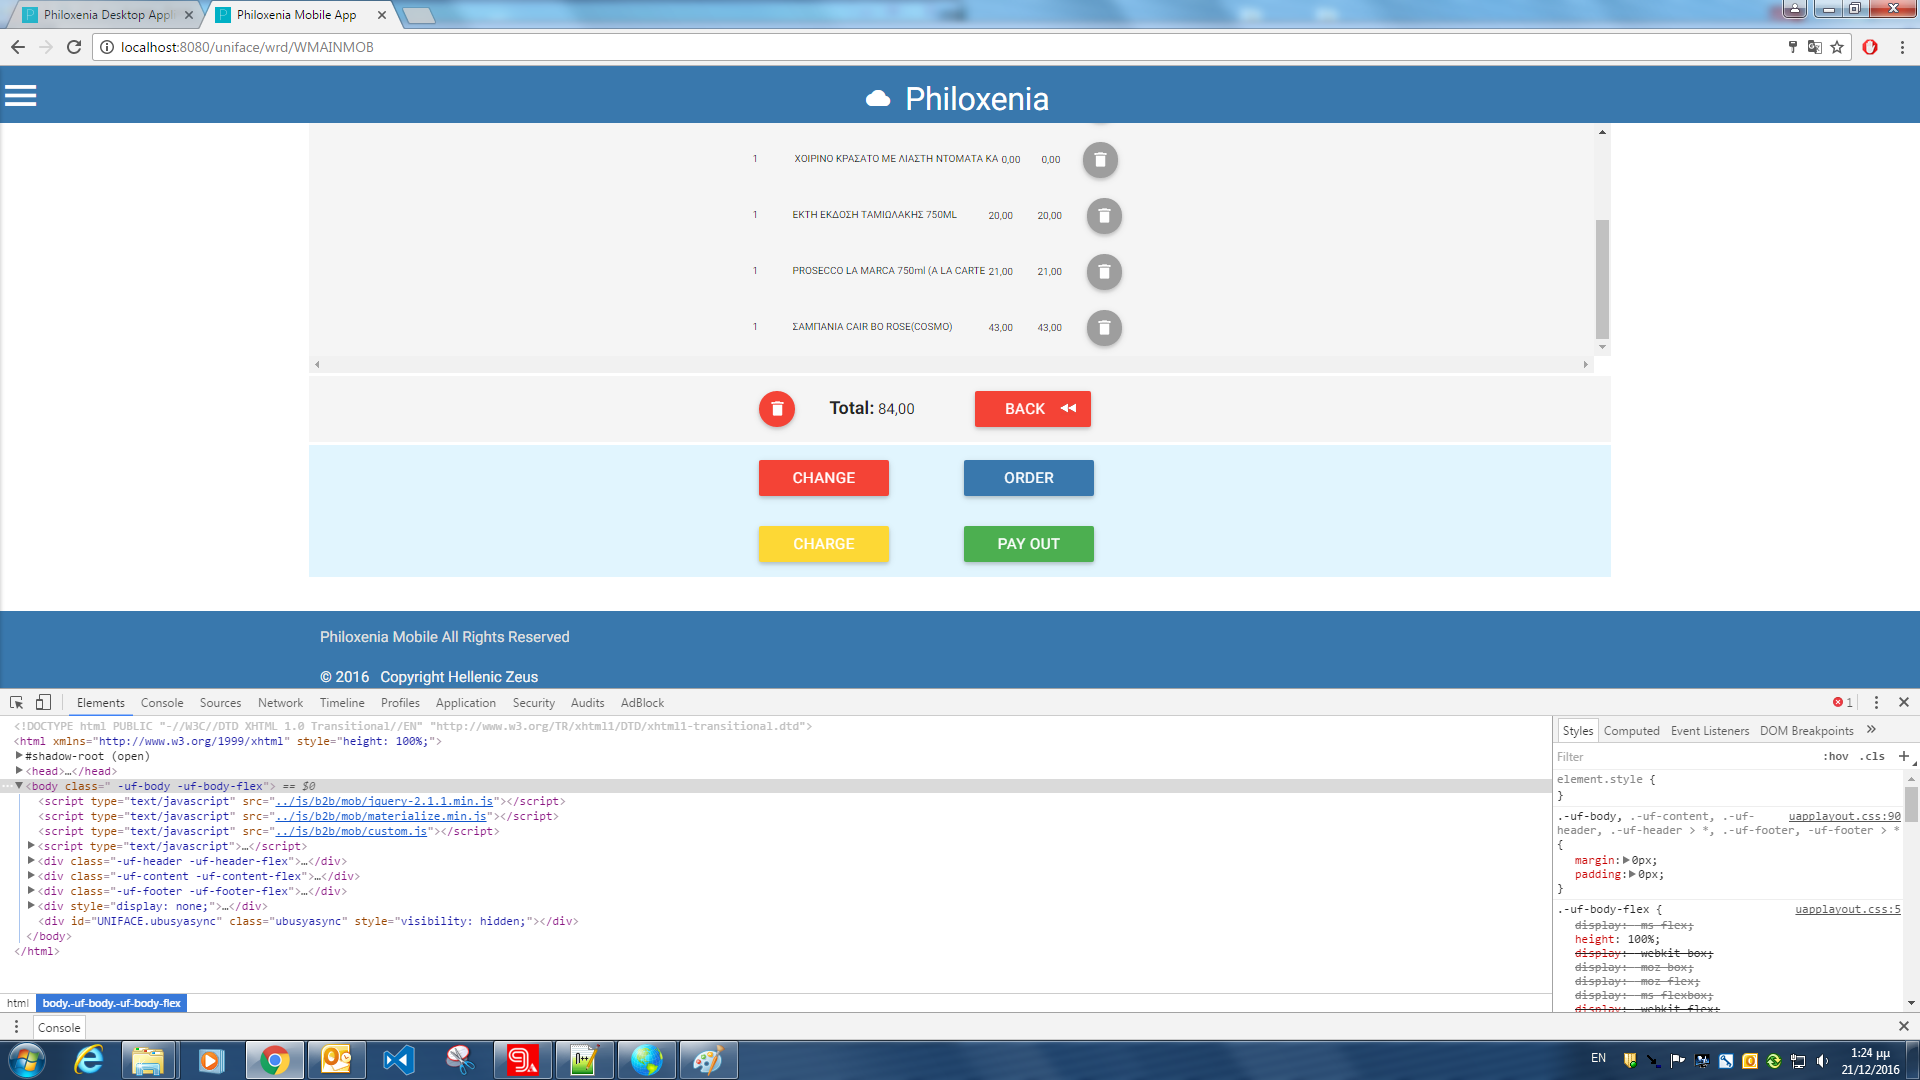 Philoxenia Desktop Appli
Philoxenia Mobile App
localhost:8080/uniface/wrd/WMAINMOB
Philoxenia
1 ΧΟΙΡΙΝΟ ΚΡΑΣΑΤΟ ΜΕ ΛΙΑΣΤΗ ΝΤΟΜΑΤΑ ΚΑ 0,00 0,00
1 ΕΚΤΗ ΕΚΔΟΣΗ ΤΑΜΙΩΛΑΚΗΣ 750ML 20,00 20,00
1 PROSECCO LA MARCA 750ml (A LA CARTE 21,00 21,00
1 ΣΑΜΠΑΝΙΑ CAIR BO ROSE(COSMO) 43,00 43,00
Total: 84,00 BACK
CHANGE ORDER
CHARGE PAY OUT
Philoxenia Mobile All Rights Reserved
© 2016 Copyright Hellenic Zeus
Elements Console Sources Network Timeline Profiles Application Security Audits AdBlock 1
<!DOCTYPE html PUBLIC "-//W3C//DTD XHTML 1.0 Transitional//EN" "http://www.w3.org/TR/xhtml1/DTD/xhtml1-transitional.dtd">
<html xmlns="http://www.w3.org/1999/xhtml" style="height: 100%;">
#shadow-root (open)
<head>…</head>
<body class=" -uf-body -uf-body-flex"> == $0
<script type="text/javascript" src="../js/b2b/mob/jquery-2.1.1.min.js"></script>
<script type="text/javascript" src="../js/b2b/mob/materialize.min.js"></script>
<script type="text/javascript" src="../js/b2b/mob/custom.js"></script>
<script type="text/javascript">…</script>
<div class="-uf-header -uf-header-flex">…</div>
<div class="-uf-content -uf-content-flex">…</div>
<div class="-uf-footer -uf-footer-flex">…</div>
<div style="display: none;">…</div>
<div id="UNIFACE.ubusyasync" class="ubusyasync" style="visibility: hidden;"></div>
</body>
</html>
html body.-uf-body.-uf-body-flex
Styles Computed Event Listeners DOM Breakpoints »
Filter :hov .cls +
element.style {
}
.-uf-body, .-uf-content, .-uf- uapplayout.css:90
header, .-uf-header > *, .-uf-footer, -uf-footer > *
{
margin: 0px;
padding: 0px;
}
.-uf-body-flex { uapplayout.css:5
display: -ms-flex;
height: 100%;
display: -webkit-box;
display: -moz-box;
display: -moz-flex;
display: -ms-flexbox;
display: -webkit-flex;
Console
EN
1:24 μμ
21/12/2016